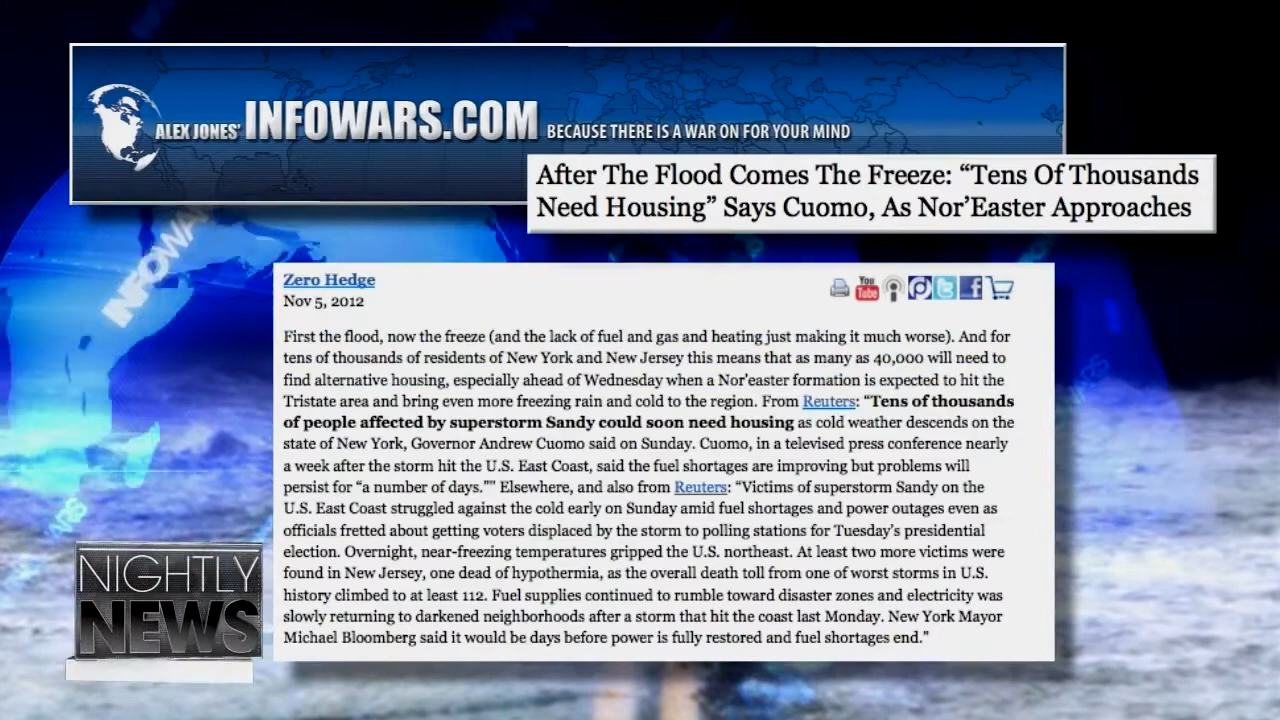 ALEX JONES' INFOWARS.COM BECAUSE THERE IS A WAR ON FOR YOUR MIND
After The Flood Comes The Freeze: “Tens Of Thousands
Need Housing” Says Cuomo, As Nor’Easter Approaches
INFOWA
Zero Hedge
You
Tube
Nov 5, 2012
First the flood, now the freeze (and the lack of fuel and gas and heating just making it much worse). And for
tens of thousands of residents of New York and New Jersey this means that as many as 40,000 will need to
find alternative housing, especially ahead of Wednesday when a Nor’easter formation is expected to hit the
Tristate area and bring even more freezing rain and cold to the region. From Reuters: “Tens of thousands
of people affected by superstorm Sandy could soon need housing as cold weather descends on the
state of New York, Governor Andrew Cuomo said on Sunday. Cuomo, in a televised press conference nearly
a week after the storm hit the U.S. East Coast, said the fuel shortages are improving but problems will
persist for “a number of days.”” Elsewhere, and also from Reuters: “Victims of superstorm Sandy on the
U.S. East Coast struggled against the cold early on Sunday amid fuel shortages and power outages even as
officials fretted about getting voters displaced by the storm to polling stations for Tuesday’s presidential
election. Overnight, near-freezing temperatures gripped the U.S. northeast. At least two more victims were
found in New Jersey, one dead of hypothermia, as the overall death toll from one of worst storms in U.S.
history climbed to at least 112. Fuel supplies continued to rumble toward disaster zones and electricity was
slowly returning to darkened neighborhoods after a storm that hit the coast last Monday. New York Mayor
Michael Bloomberg said it would be days before power is fully restored and fuel shortages end.”
NIGHTLY
NEWS